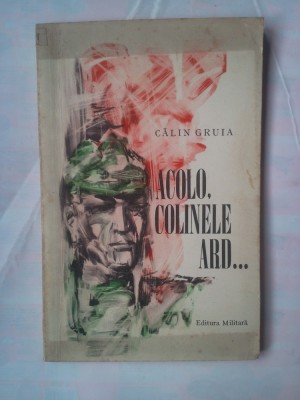 CĂLIN GRUIA
ACOLO.
COLINELE
ARD...
Editura Militară